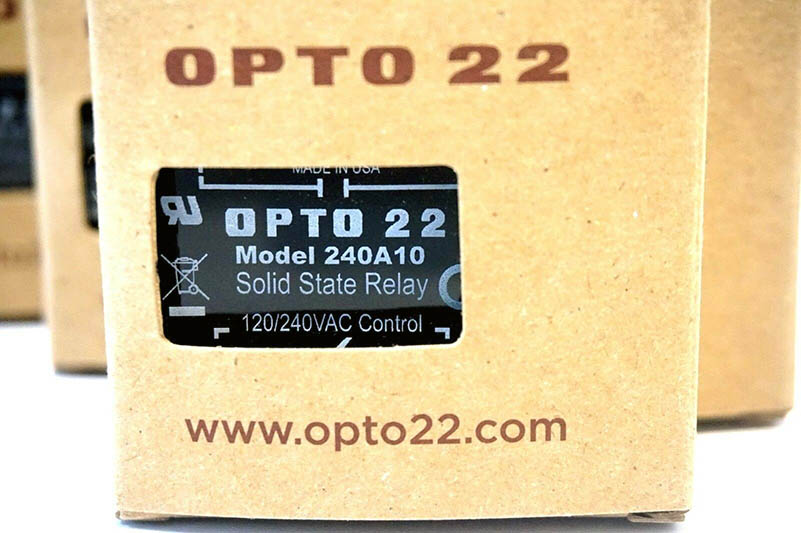 OPTO 22
MADE IN USA
OPTO 22
Model 240A10
Solid State Relay
120/240VAC Control
www.opto22.com